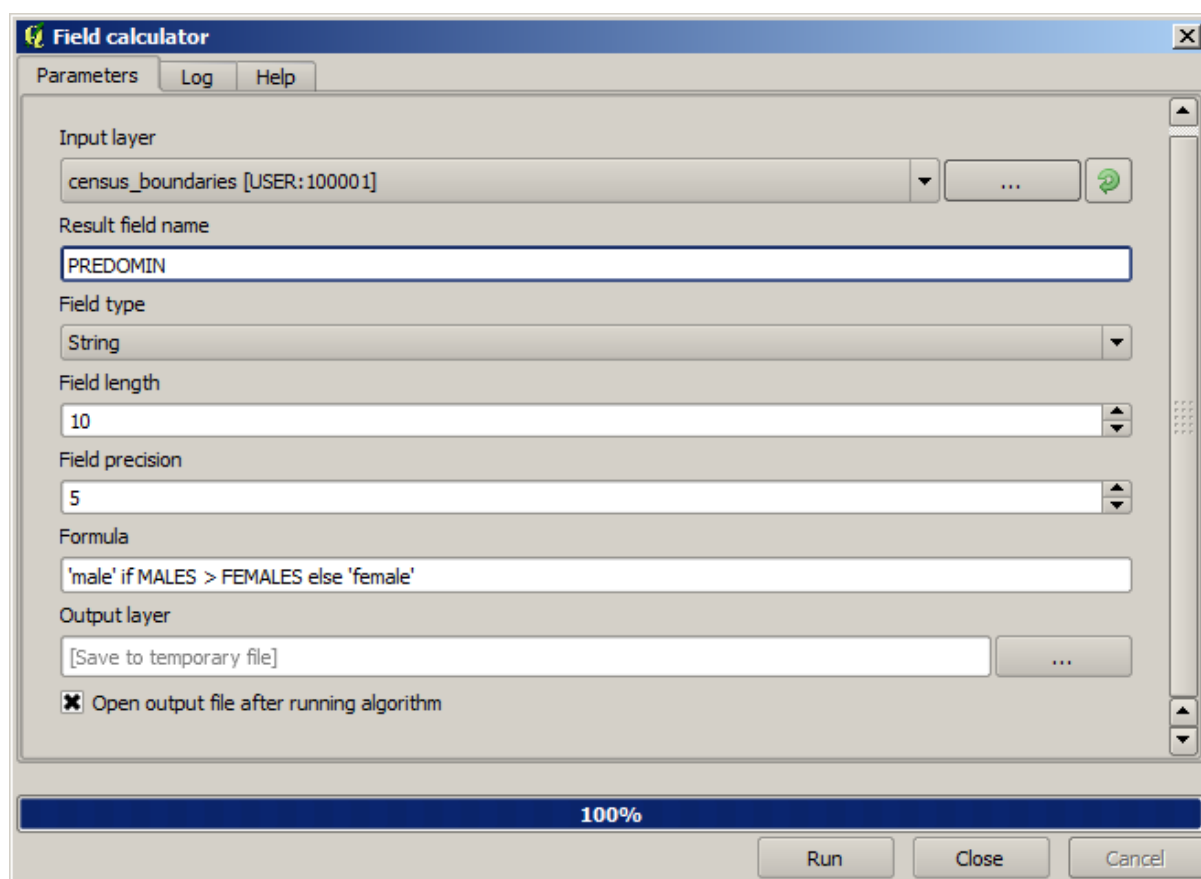 Field calculator
Parameters Log Help
Input layer
census_boundaries [USER:100001] ...
Result field name
PREDOMIN
Field type
String
Field length
10
Field precision
5
Formula
'male' if MALES > FEMALES else 'female'
Output layer
[Save to temporary file] ...
Open output file after running algorithm
100%
Run Close Cancel